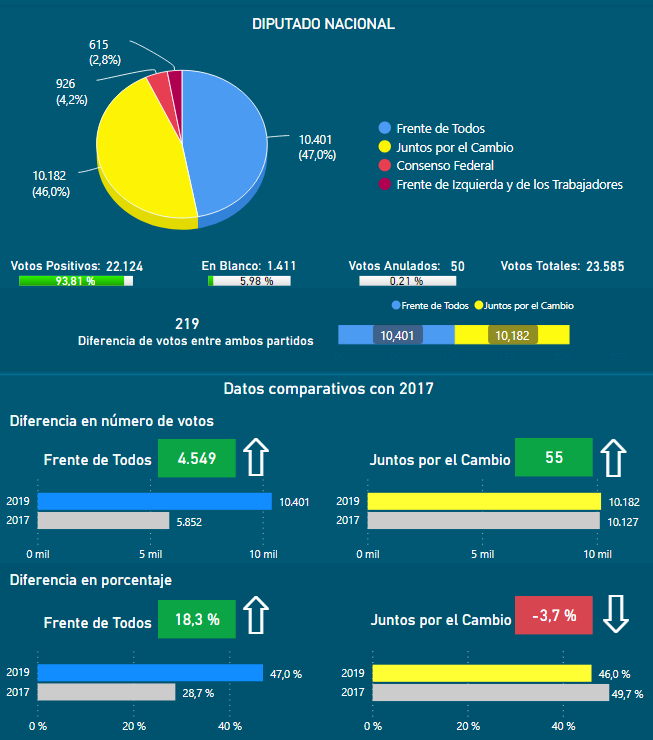 DIPUTADO NACIONAL
615
(2,8%)
926
(4,2%)
10.401
(47,0%)
10.182
(46,0%)
Frente de Todos
Juntos por el Cambio
Consenso Federal
Frente de Izquierda y de los Trabajadores
Votos Positivos: 22.124
93,81 %
En Blanco: 1.411
5,98 %
Votos Anulados: 50
0,21 %
Votos Totales: 23.585
219
Diferencia de votos entre ambos partidos
Frente de Todos Juntos por el Cambio
10,401 10,182
Datos comparativos con 2017
Diferencia en número de votos
Frente de Todos 4.549
2019 10.401
2017 5.852
0 mil 5 mil 10 mil
Juntos por el Cambio 55
2019 10.182
2017 10.127
0 mil 5 mil 10 mil
Diferencia en porcentaje
Frente de Todos 18,3 %
2019 47,0 %
2017 28,7 %
0 % 20 % 40 %
Juntos por el Cambio -3,7 %
2019 46,0 %
2017 49,7 %
0 % 20 % 40 %